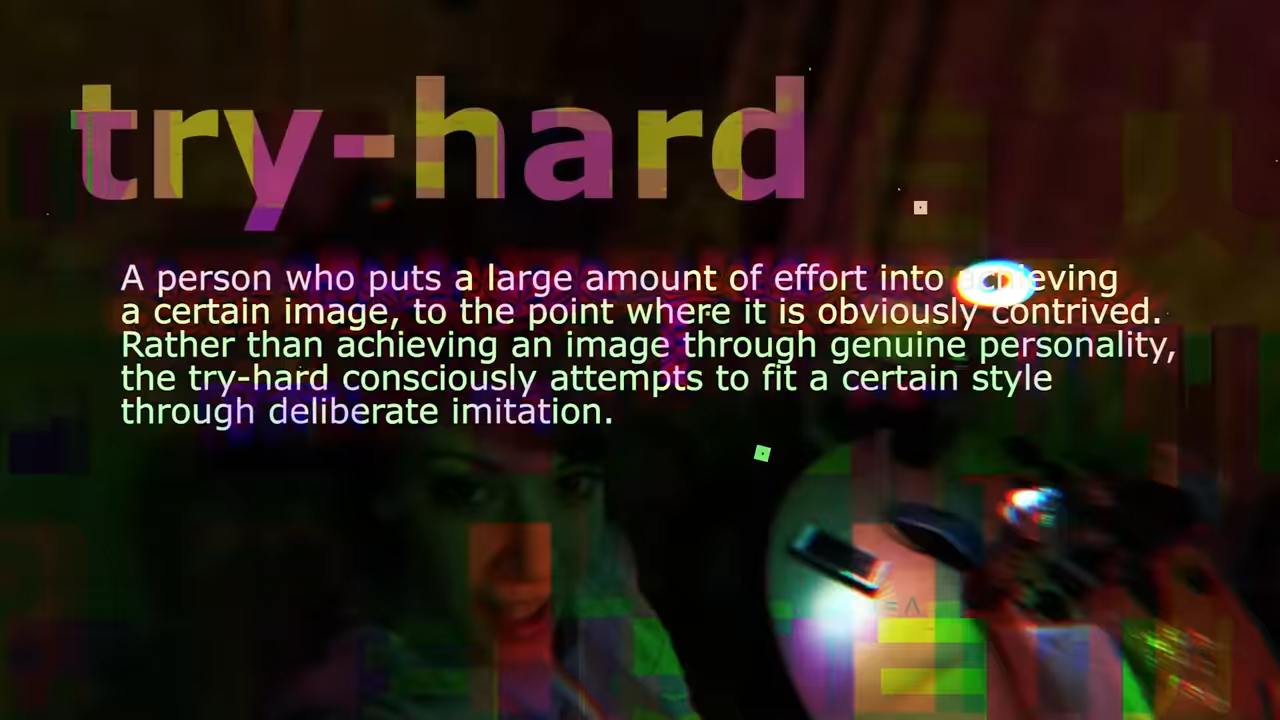 try-hard
A person who puts a large amount of effort into achieving
a certain image, to the point where it is obviously contrived.
Rather than achieving an image through genuine personality,
the try-hard consciously attempts to fit a certain style
through deliberate imitation.